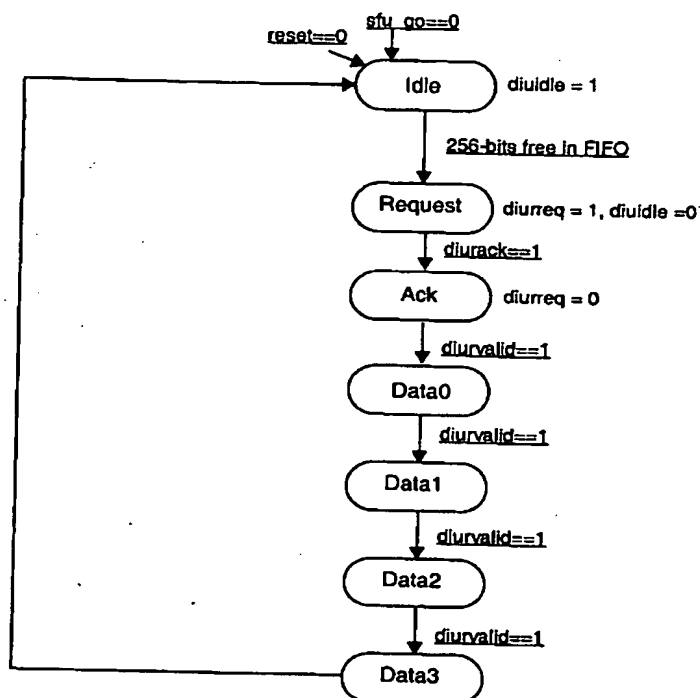 sfu_go==0
reset==0
Idle
diuidle = 1
256-bits free in FIFO
Request
diurreq = 1, diuidle =0
diurack==1
Ack
diurreq = 0
diurvalid==1
Data0
diurvalid==1
Data1
diurvalid==1
Data2
diurvalid==1
Data3